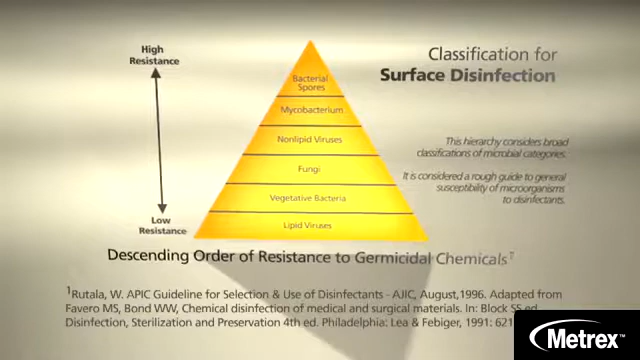 High
Resistance
Classification for
Surface Disinfection
Bacterial
Spores
Mycobacterium
Nonlipid Viruses
Fungi
Vegetative Bacteria
Lipid Viruses
This hierarchy considers broad
classifications of microbial categories.
It is considered a rough guide to general
susceptibility of microorganisms
to disinfectants.
Low
Resistance
Descending Order of Resistance to Germicidal Chemicals1
1Rutala, W. APIC Guideline for Selection & Use of Disinfectants - AJIC, August,1996. Adapted from
Favero MS, Bond WW, Chemical disinfection of medical and surgical materials. In: Block SS ed.
Disinfection, Sterilization and Preservation 4th ed. Philadelphia: Lea & Febiger, 1991: 621
Metrex™